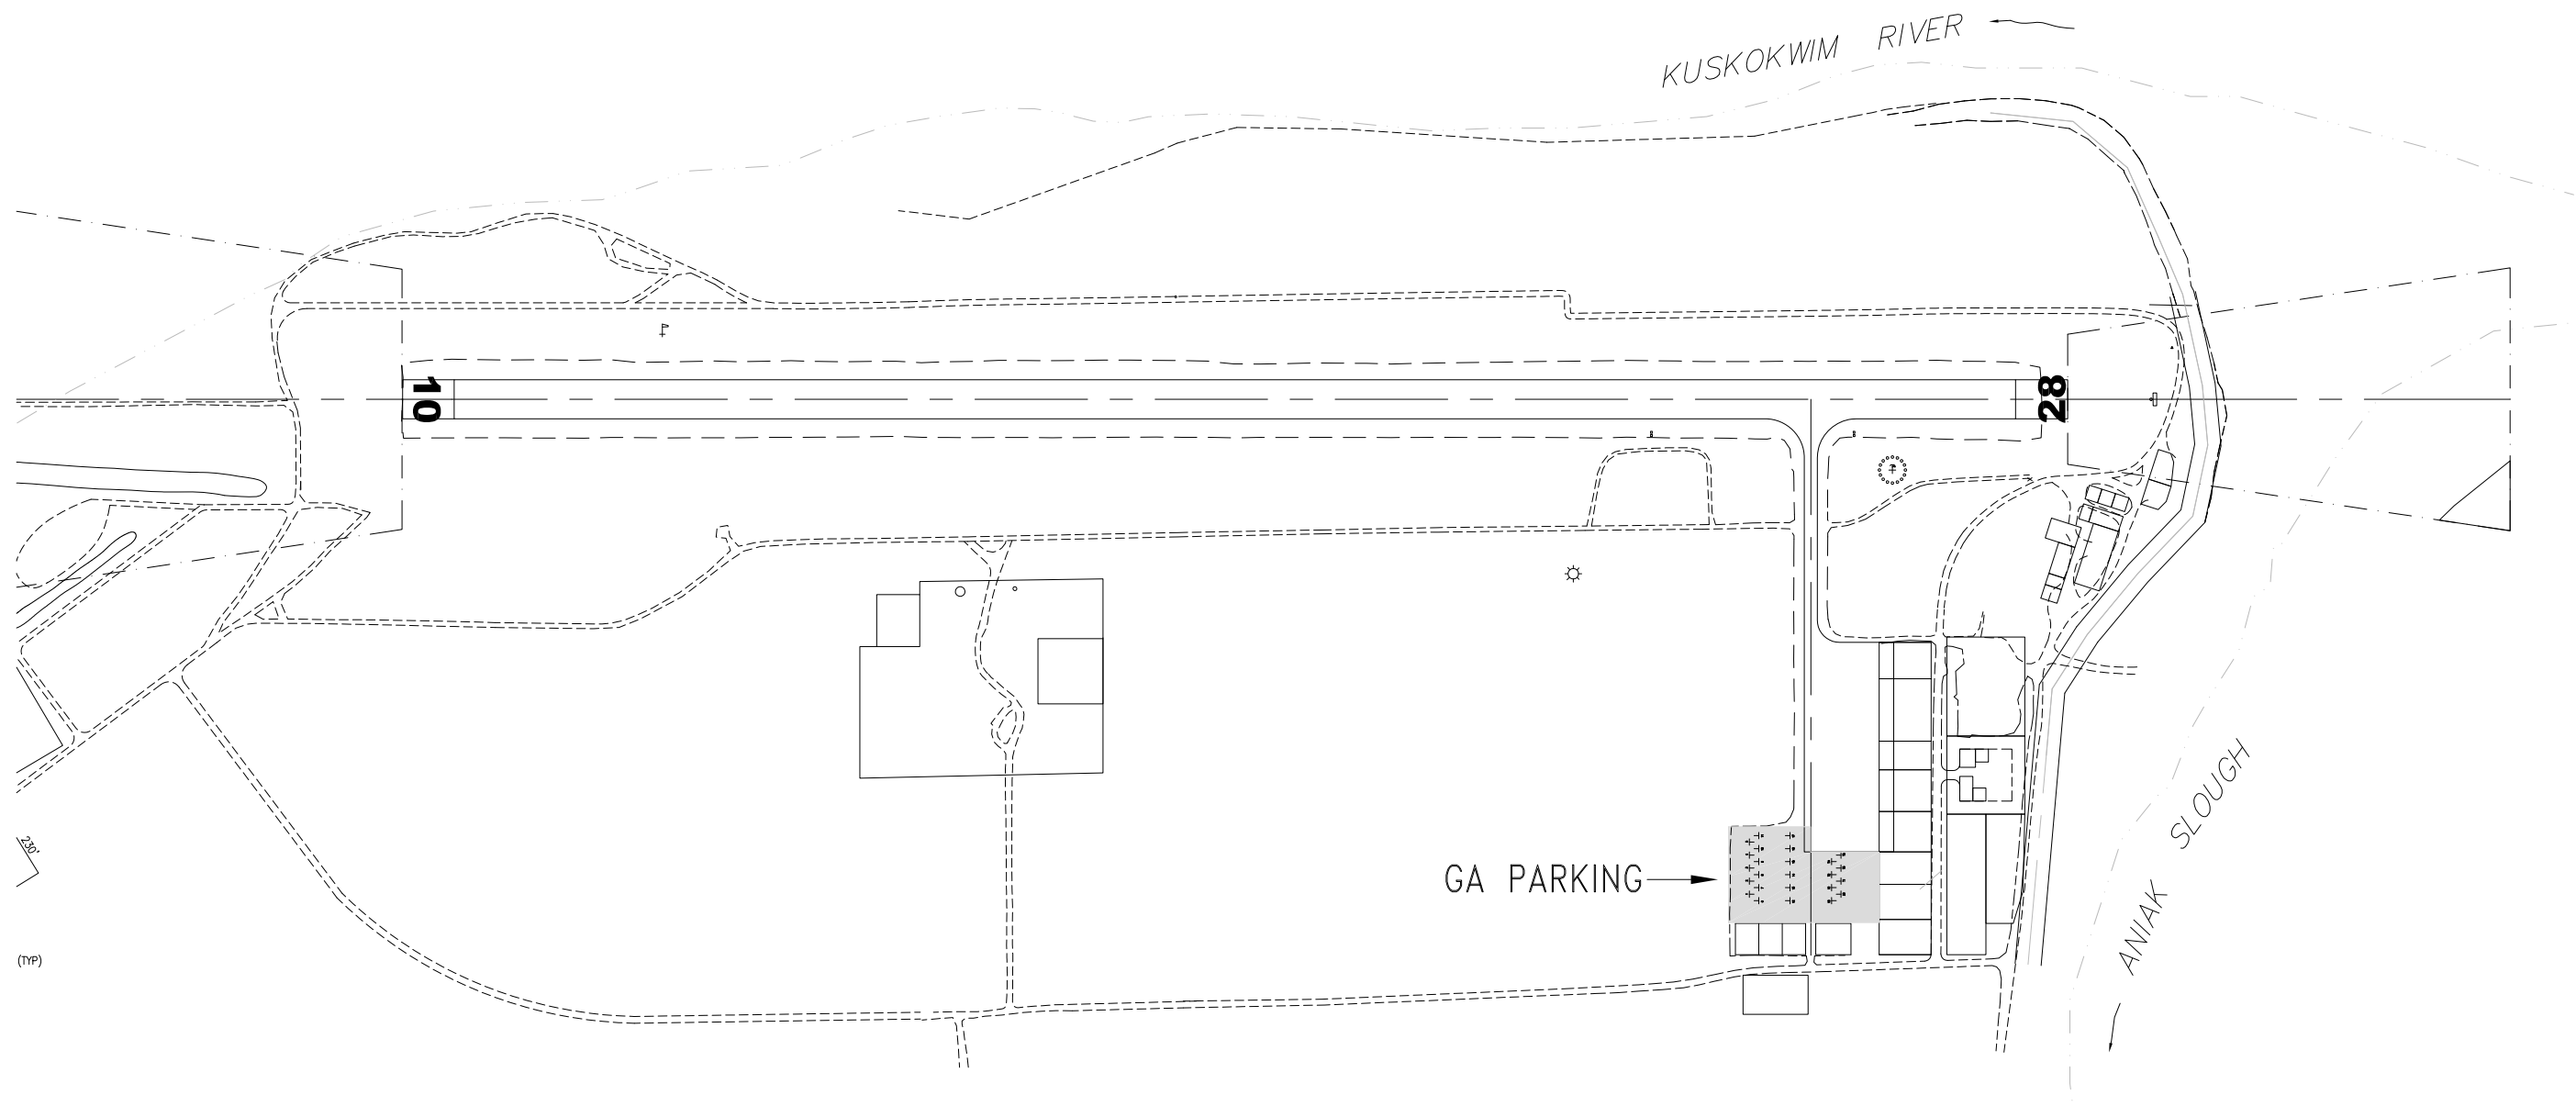 KUSKOKWIM RIVER
10
28
GA PARKING
ANIAK SLOUGH
230'
(TYP)